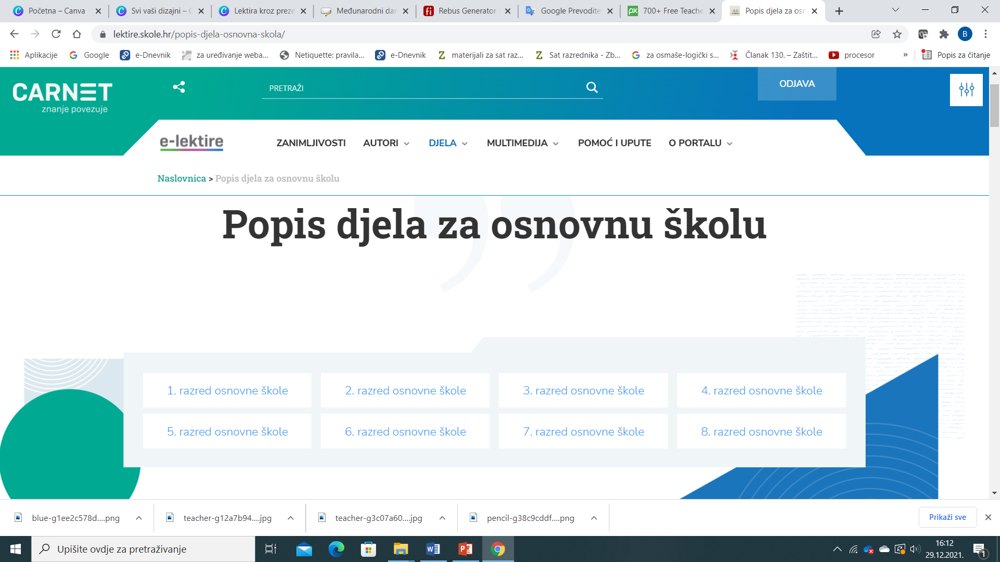 Početna – Canva
Svi vaši dizajni – C
Lektira kroz preze
Međunarodni dan
Rebus Generator
Google Prevodite
700+ Free Teache
Popis djela za osn
lektire.skole.hr/popis-djela-osnovna-skola/
B
Aplikacije
Google
e-Dnevnik
za uređivanje weba...
Netiquette: pravila...
e-Dnevnik
materijali za sat raz...
Sat razrednika - Zb...
za osmaše-logički s...
Članak 130. – Zaštit...
procesor
»
Popis za čitanje
CARNET
znanje povezuje
PRETRAŽI
ODJAVA
e-lektire
ZANIMLJIVOSTI
AUTORI
DJELA
MULTIMEDIJA
POMOĆ I UPUTE
O PORTALU
Naslovnica > Popis djela za osnovnu školu
Popis djela za osnovnu školu
1. razred osnovne škole
2. razred osnovne škole
3. razred osnovne škole
4. razred osnovne škole
5. razred osnovne škole
6. razred osnovne škole
7. razred osnovne škole
8. razred osnovne škole
blue-g1ee2c578d....png
teacher-g12a7b94....jpg
teacher-g3c07a60....jpg
pencil-g38c9cddf....png
Prikaži sve
Upišite ovdje za pretraživanje
16:12
29.12.2021.
1